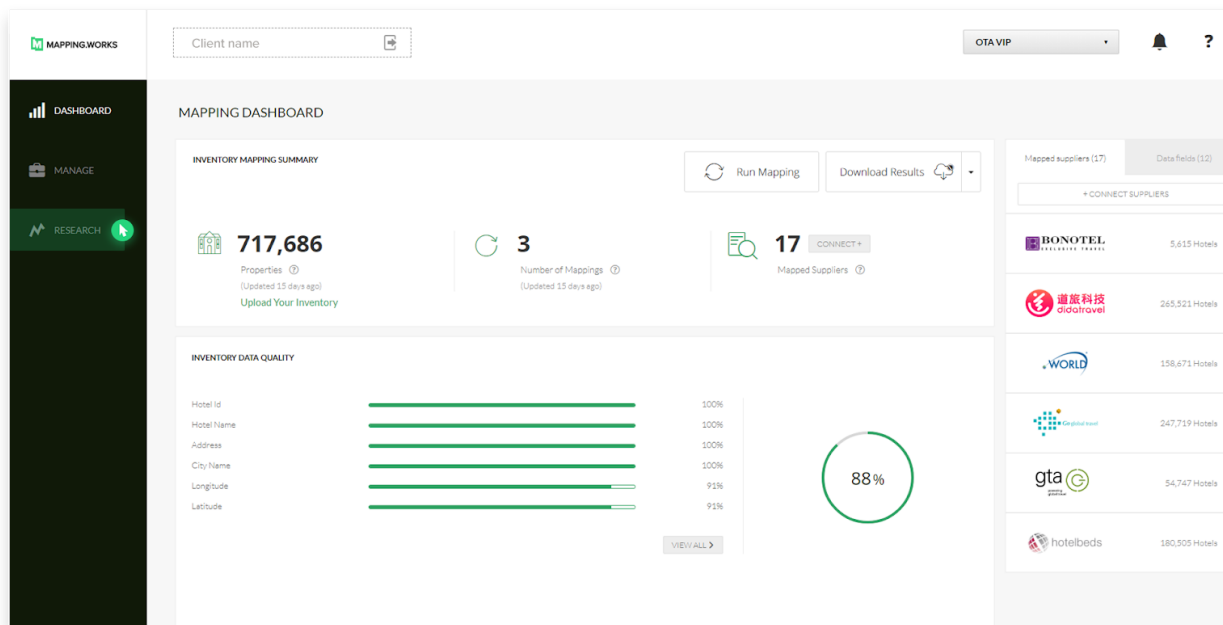 MAPPING.WORKS
Client name
OTA VIP
?
DASHBOARD
MANAGE
RESEARCH
MAPPING DASHBOARD
INVENTORY MAPPING SUMMARY
Run Mapping
Download Results
717,686
Properties ?
(Updated 15 days ago)
Upload Your Inventory
3
Number of Mappings ?
(Updated 15 days ago)
17 CONNECT +
Mapped Suppliers ?
INVENTORY DATA QUALITY
Hotel Id 100%
Hotel Name 100%
Address 100%
City Name 100%
Longitude 91%
Latitude 91%
VIEW ALL >
88%
Mapped suppliers (17) Data fields (12)
+ CONNECT SUPPLIERS
BONOTEL
EXCLUSIVE TRAVEL
5,615 Hotels
道旅科技
didatravel
265,521 Hotels
.WORLD
158,671 Hotels
Go global travel
247,719 Hotels
gta
54,747 Hotels
hotelbeds
180,505 Hotels